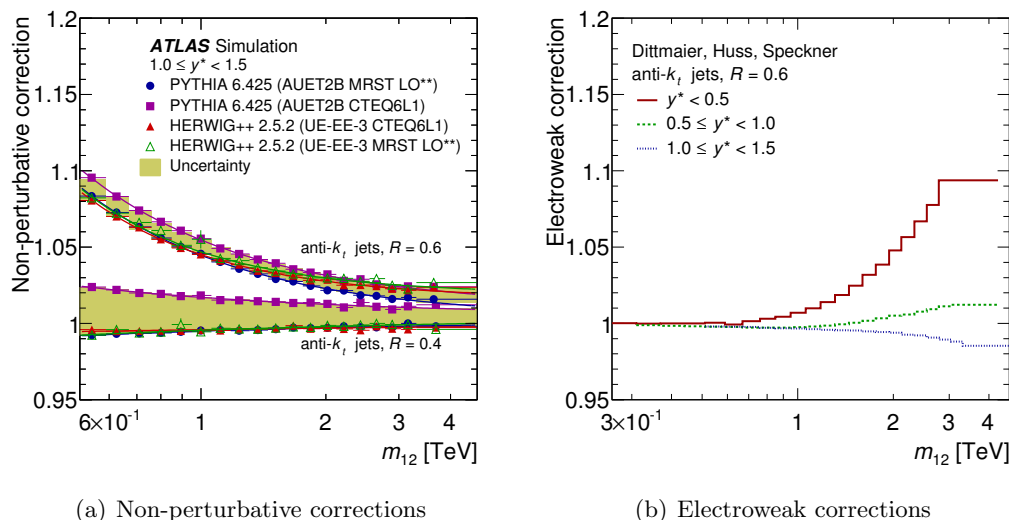 Non-perturbative correction
1.2
1.15
1.1
1.05
1
0.95
ATLAS Simulation
1.0 ≤ y* < 1.5
PYTHIA 6.425 (AUET2B MRST LO**)
PYTHIA 6.425 (AUET2B CTEQ6L1)
HERWIG++ 2.5.2 (UE-EE-3 CTEQ6L1)
HERWIG++ 2.5.2 (UE-EE-3 MRST LO**)
Uncertainty
anti-k_t jets, R = 0.6
anti-k_t jets, R = 0.4
6×10⁻¹ 1 2 3 4
m₁₂ [TeV]
(a) Non-perturbative corrections
Electroweak correction
1.2
1.15
1.1
1.05
1
0.95
Dittmaier, Huss, Speckner
anti-k_t jets, R = 0.6
y* < 0.5
0.5 ≤ y* < 1.0
1.0 ≤ y* < 1.5
3×10⁻¹ 1 2 3 4
m₁₂ [TeV]
(b) Electroweak corrections